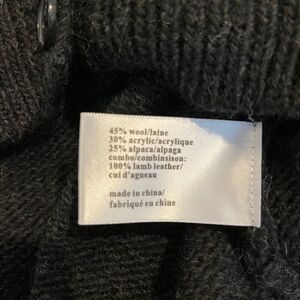 45% wool/laine
30% acrylic/acrylique
25% alpaca/alpaga
combo/combinsison:
100% lamb leather/
cui d'agneau
made in china/
fabriqué en chine